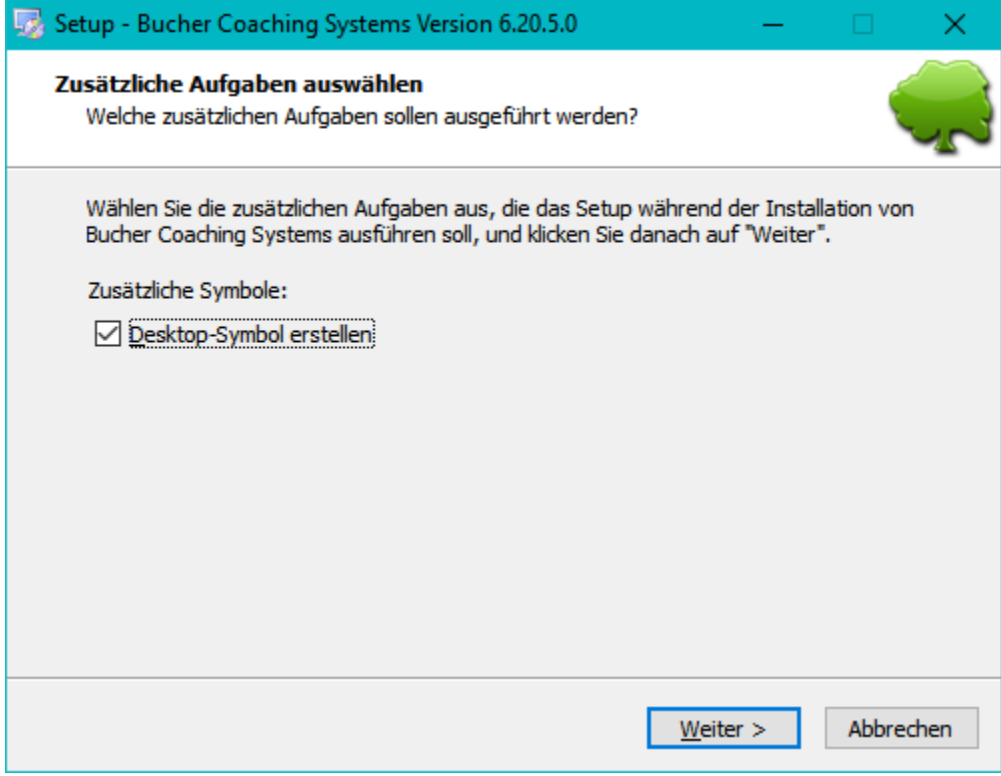 Setup - Bucher Coaching Systems Version 6.20.5.0
Zusätzliche Aufgaben auswählen
Welche zusätzlichen Aufgaben sollen ausgeführt werden?
Wählen Sie die zusätzlichen Aufgaben aus, die das Setup während der Installation von
Bucher Coaching Systems ausführen soll, und klicken Sie danach auf "Weiter".
Zusätzliche Symbole:
Desktop-Symbol erstellen
Weiter >
Abbrechen